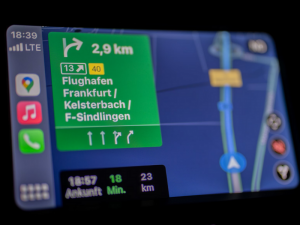 18:39
LTE
2,9 km
13 40
Flughafen
Frankfurt /
Kelsterbach /
F-Sindlingen
18:57 18 23
Ankunft Min. km